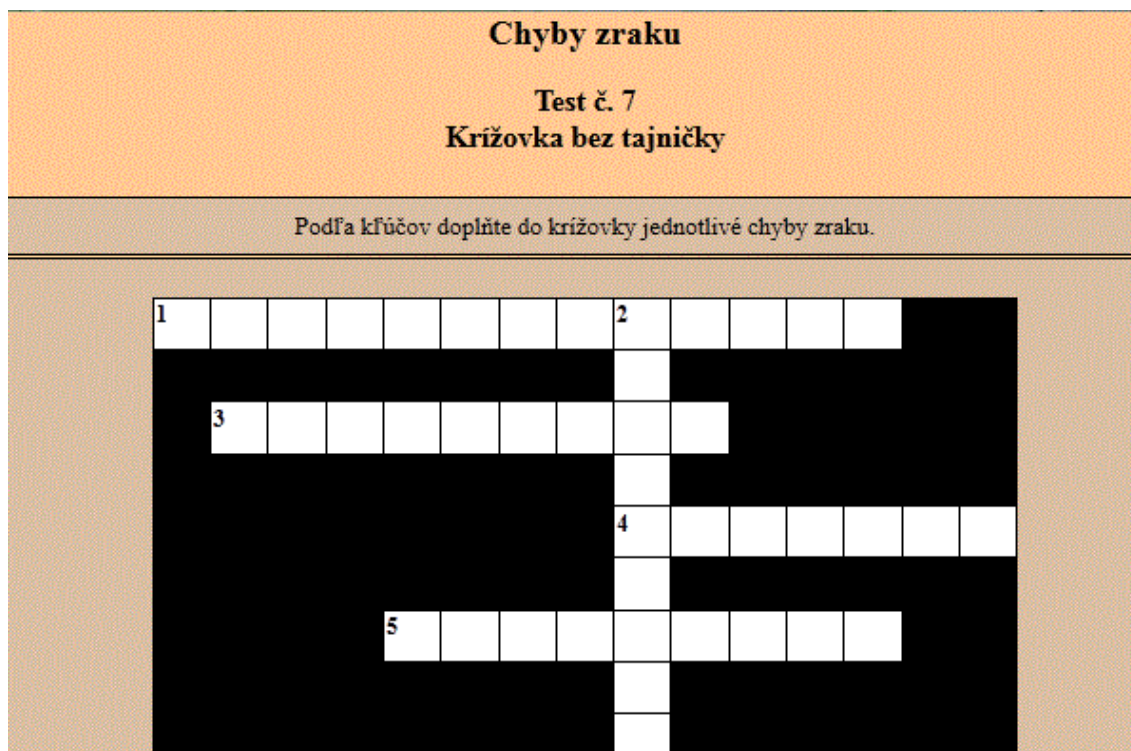 Chyby zraku
Test č. 7
Krížovka bez tajničky
Podľa kľúčov doplňte do krížovky jednotlivé chyby zraku.
1 2
3
4
5